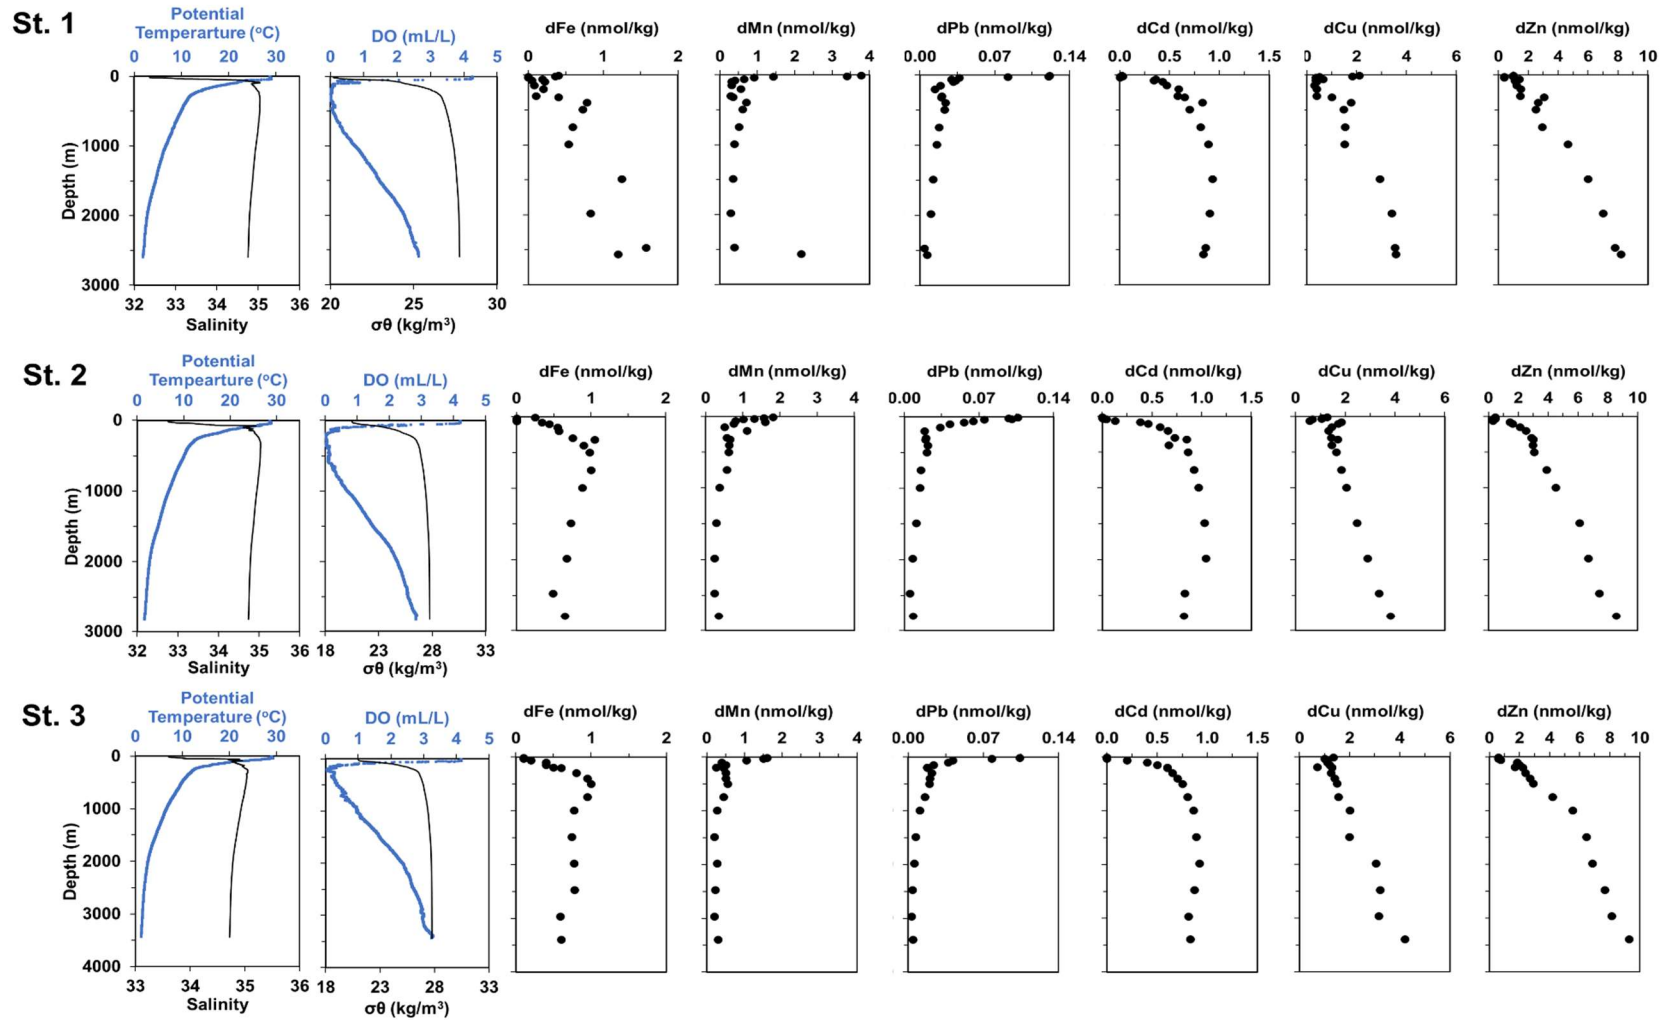 St. 1
Potential
Temperarture (°C)
0 10 20 30
DO (mL/L)
0 1 2 3 4 5
dFe (nmol/kg)
0 1 2
dMn (nmol/kg)
0 1 2 3 4
dPb (nmol/kg)
0.00 0.07 0.14
dCd (nmol/kg)
0.0 0.5 1.0 1.5
dCu (nmol/kg)
0 2 4 6
dZn (nmol/kg)
0 2 4 6 8 10
Depth (m)
0
1000
2000
3000
32 33 34 35 36
Salinity
20 25 30
σθ (kg/m³)
St. 2
Potential
Tempearture (°C)
0 10 20 30
DO (mL/L)
0 1 2 3 4 5
dFe (nmol/kg)
0 1 2
dMn (nmol/kg)
0 1 2 3 4
dPb (nmol/kg)
0.00 0.07 0.14
dCd (nmol/kg)
0.0 0.5 1.0 1.5
dCu (nmol/kg)
0 2 4 6
dZn (nmol/kg)
0 2 4 6 8 10
Depth (m)
0
1000
2000
3000
32 33 34 35 36
Salinity
18 23 28 33
σθ (kg/m³)
St. 3
Potential
Temperature (°C)
0 10 20 30
DO (mL/L)
0 1 2 3 4 5
dFe (nmol/kg)
0 1 2
dMn (nmol/kg)
0 1 2 3 4
dPb (nmol/kg)
0.00 0.07 0.14
dCd (nmol/kg)
0.0 0.5 1.0 1.5
dCu (nmol/kg)
0 2 4 6
dZn (nmol/kg)
0 2 4 6 8 10
Depth (m)
0
1000
2000
3000
4000
33 34 35 36
Salinity
18 23 28 33
σθ (kg/m³)